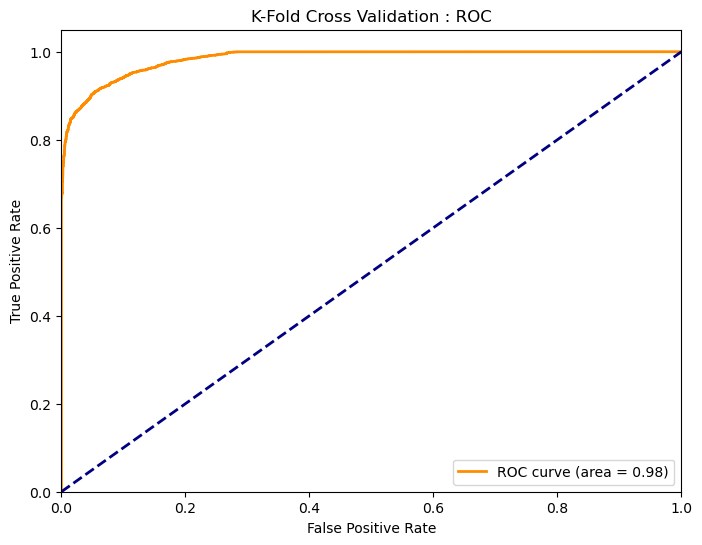 K-Fold Cross Validation : ROC
True Positive Rate
1.0
0.8
0.6
0.4
0.2
0.0
ROC curve (area = 0.98)
0.0 0.2 0.4 0.6 0.8 1.0
False Positive Rate